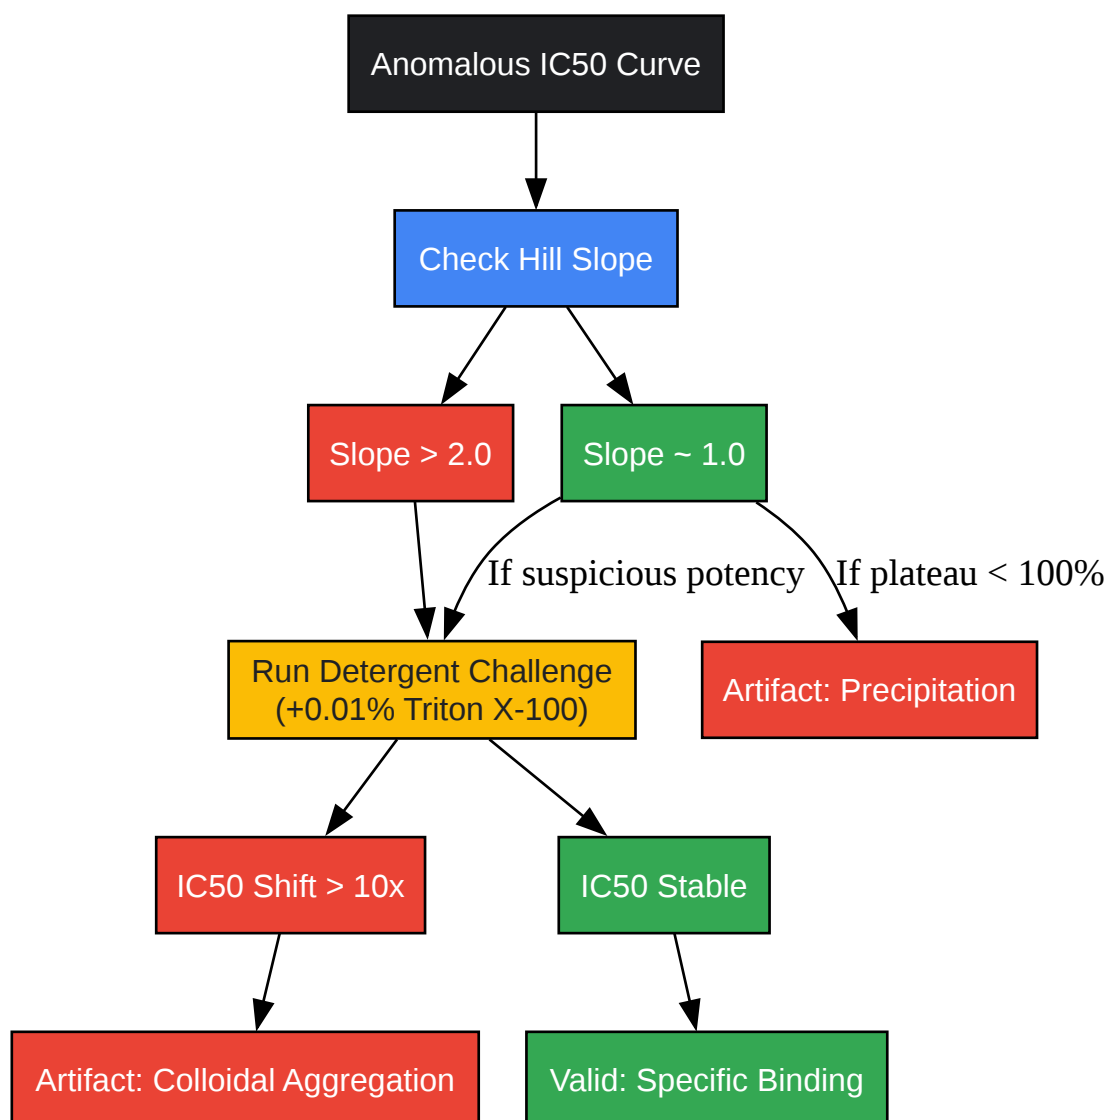 Anomalous IC50 Curve
Check Hill Slope
Slope > 2.0
Slope ~ 1.0
If suspicious potency
If plateau < 100%
Run Detergent Challenge
(+0.01% Triton X-100)
Artifact: Precipitation
IC50 Shift > 10x
IC50 Stable
Artifact: Colloidal Aggregation
Valid: Specific Binding